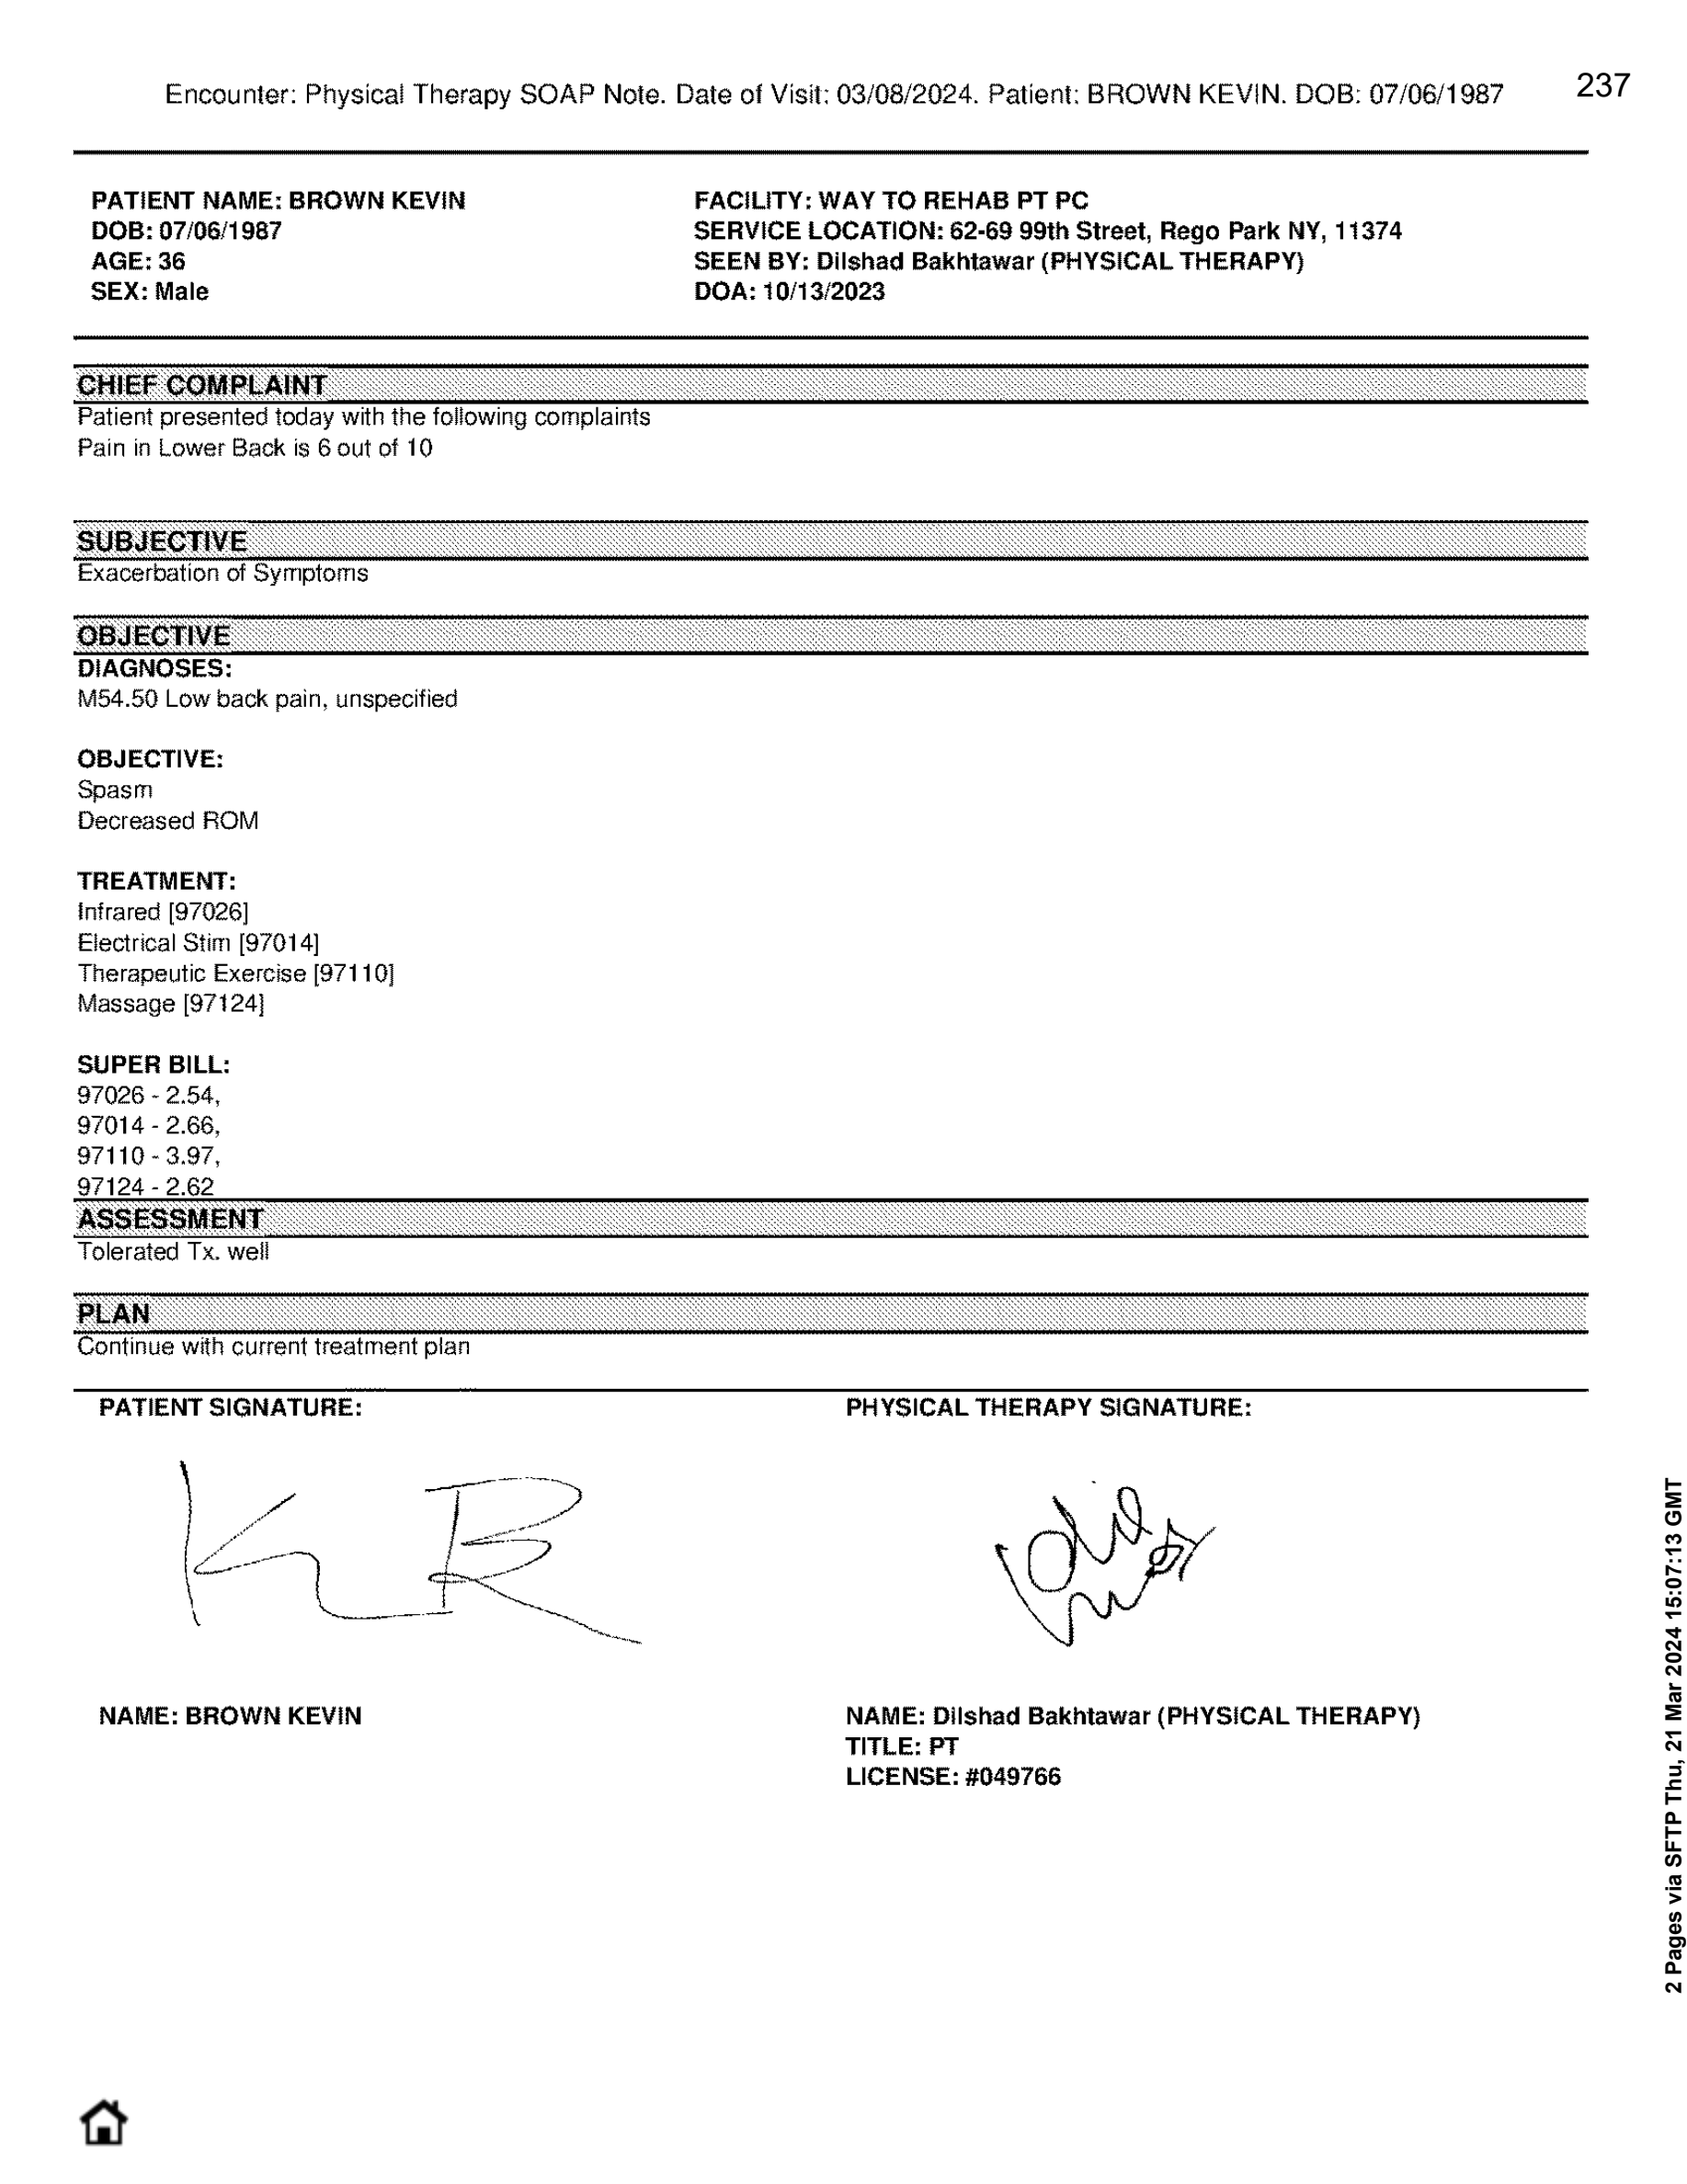 Encounter: Physical Therapy SOAP Note. Date of Visit: 03/08/2024. Patient: BROWN KEVIN. DOB: 07/06/1987
237
PATIENT NAME: BROWN KEVIN
DOB: 07/06/1987
AGE: 36
SEX: Male
FACILITY: WAY TO REHAB PT PC
SERVICE LOCATION: 62-69 99th Street, Rego Park NY, 11374
SEEN BY: Dilshad Bakhtawar (PHYSICAL THERAPY)
DOA: 10/13/2023
CHIEF COMPLAINT
Patient presented today with the following complaints
Pain in Lower Back is 6 out of 10
SUBJECTIVE
Exacerbation of Symptoms
OBJECTIVE
DIAGNOSES:
M54.50 Low back pain, unspecified
OBJECTIVE:
Spasm
Decreased ROM
TREATMENT:
Infrared [97026]
Electrical Stim [97014]
Therapeutic Exercise [97110]
Massage [97124]
SUPER BILL:
97026 - 2.54,
97014 - 2.66,
97110 - 3.97,
97124 - 2.62
ASSESSMENT
Tolerated Tx. well
PLAN
Continue with current treatment plan
PATIENT SIGNATURE:
PHYSICAL THERAPY SIGNATURE:
NAME: BROWN KEVIN
NAME: Dilshad Bakhtawar (PHYSICAL THERAPY)
TITLE: PT
LICENSE: #049766
2 Pages via SFTP Thu, 21 Mar 2024 15:07:13 GMT